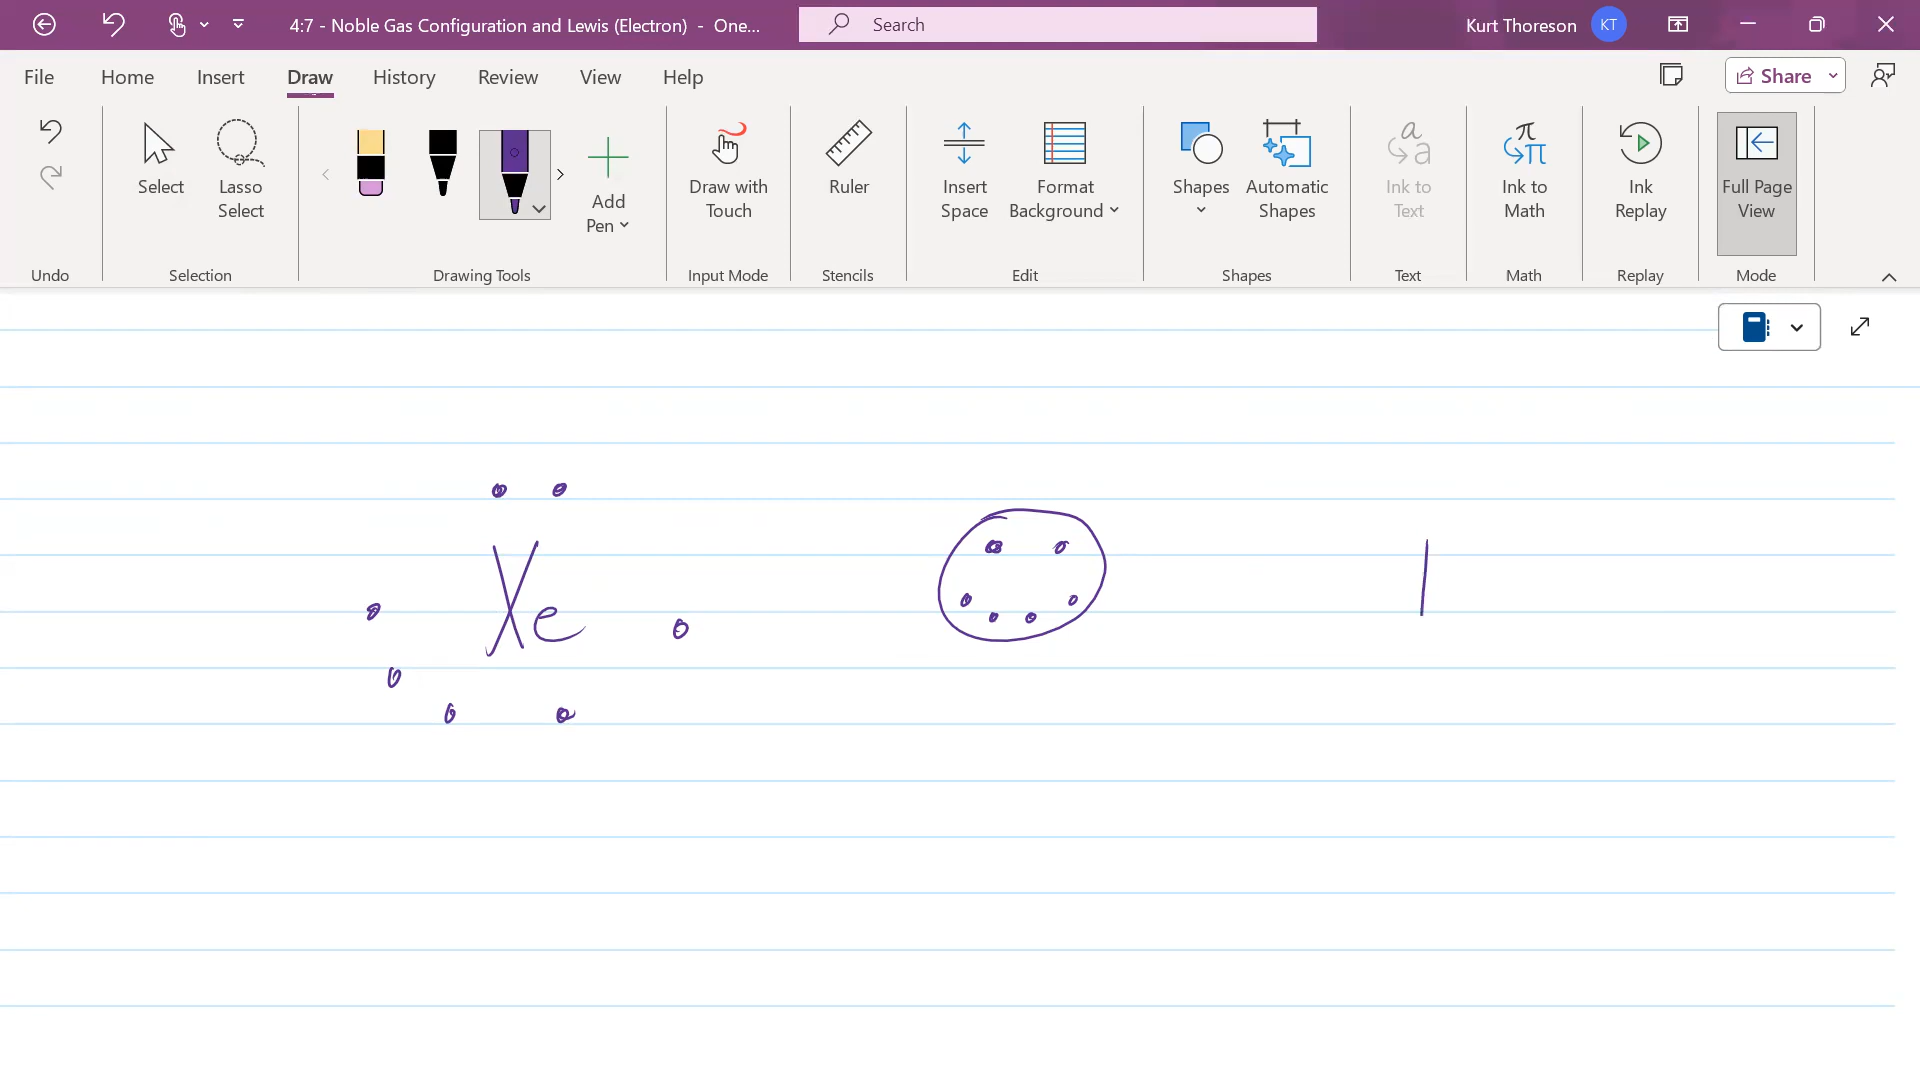 4:7 - Noble Gas Configuration and Lewis (Electron) - One...
Search
Kurt Thoreson
KT
File Home Insert Draw History Review View Help
Share
Select
Lasso
Select
Add
Pen
Draw with
Touch
Ruler
Insert
Space
Format
Background
Shapes
Automatic
Shapes
Ink to
Text
Ink to
Math
Ink
Replay
Full Page
View
Undo
Selection
Drawing Tools
Input Mode
Stencils
Edit
Shapes
Text
Math
Replay
Mode
Xe